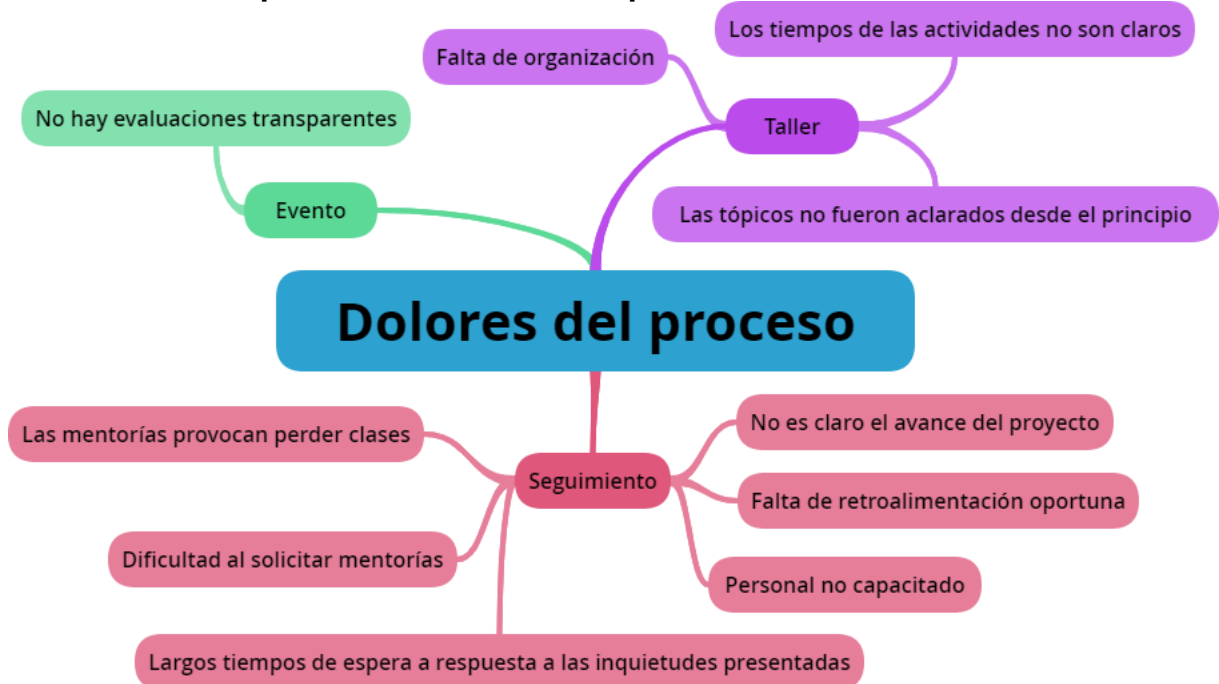 Los tiempos de las actividades no son claros
Falta de organización
Taller
No hay evaluaciones transparentes
Evento
Las tópicos no fueron aclarados desde el principio
Dolores del proceso
Las mentorías provocan perder clases
No es claro el avance del proyecto
Seguimiento
Falta de retroalimentación oportuna
Dificultad al solicitar mentorías
Personal no capacitado
Largos tiempos de espera a respuesta a las inquietudes presentadas